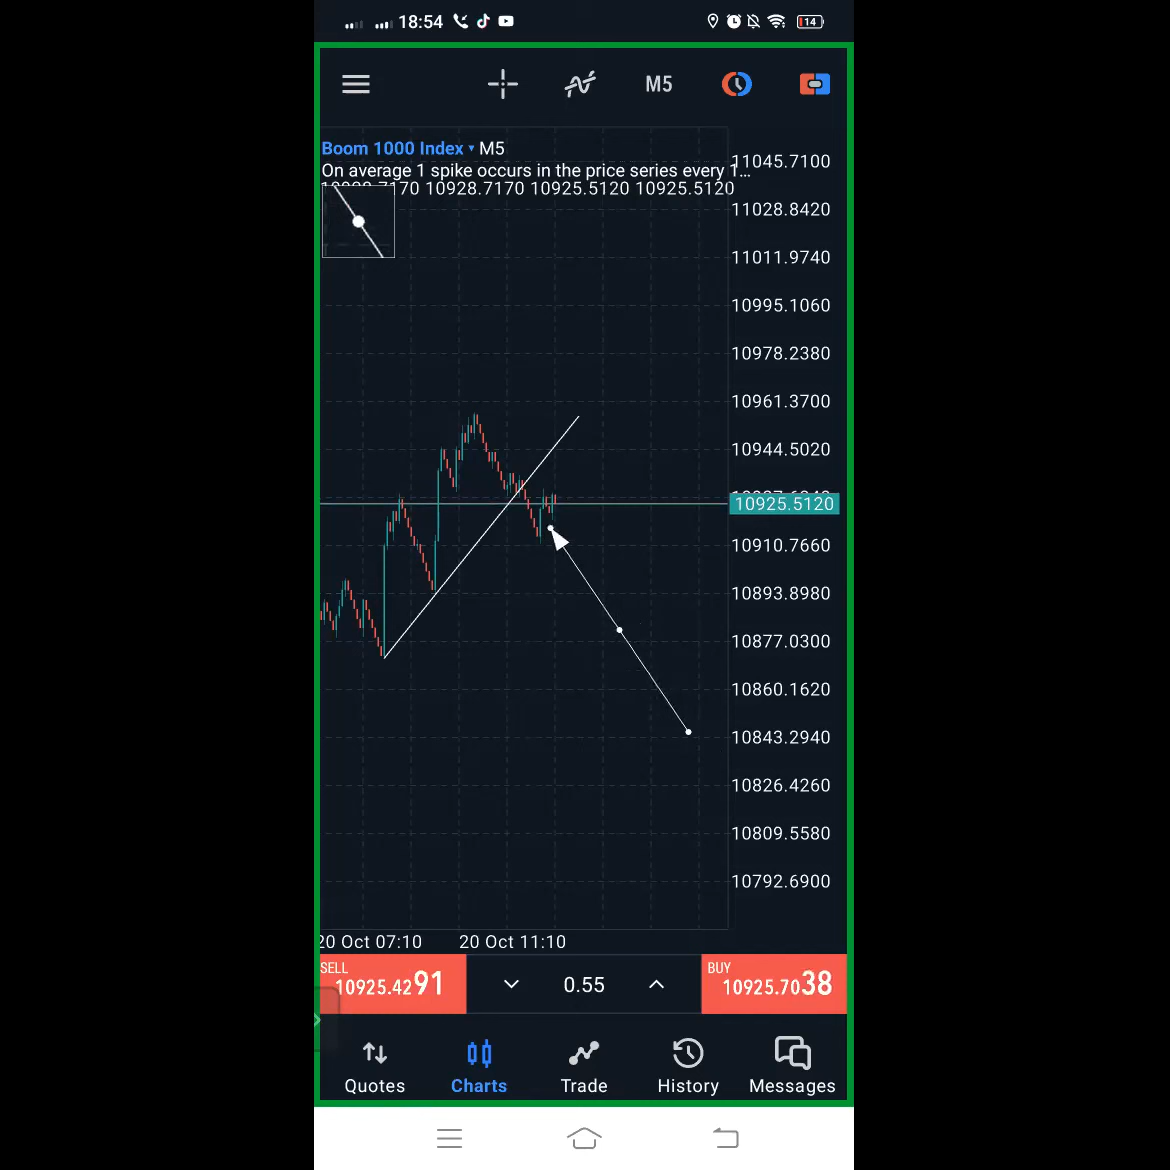 18:54 14
M5
Boom 1000 Index ▾ M5
On average 1 spike occurs in the price series every 1...
10928.7170 10925.5120 10925.5120
11045.7100
11028.8420
11011.9740
10995.1060
10978.2380
10961.3700
10944.5020
10925.5120
10910.7660
10893.8980
10877.0300
10860.1620
10843.2940
10826.4260
10809.5580
10792.6900
20 Oct 07:10 20 Oct 11:10
SELL BUY
10925.4291 0.55 10925.7038
Quotes Charts Trade History Messages